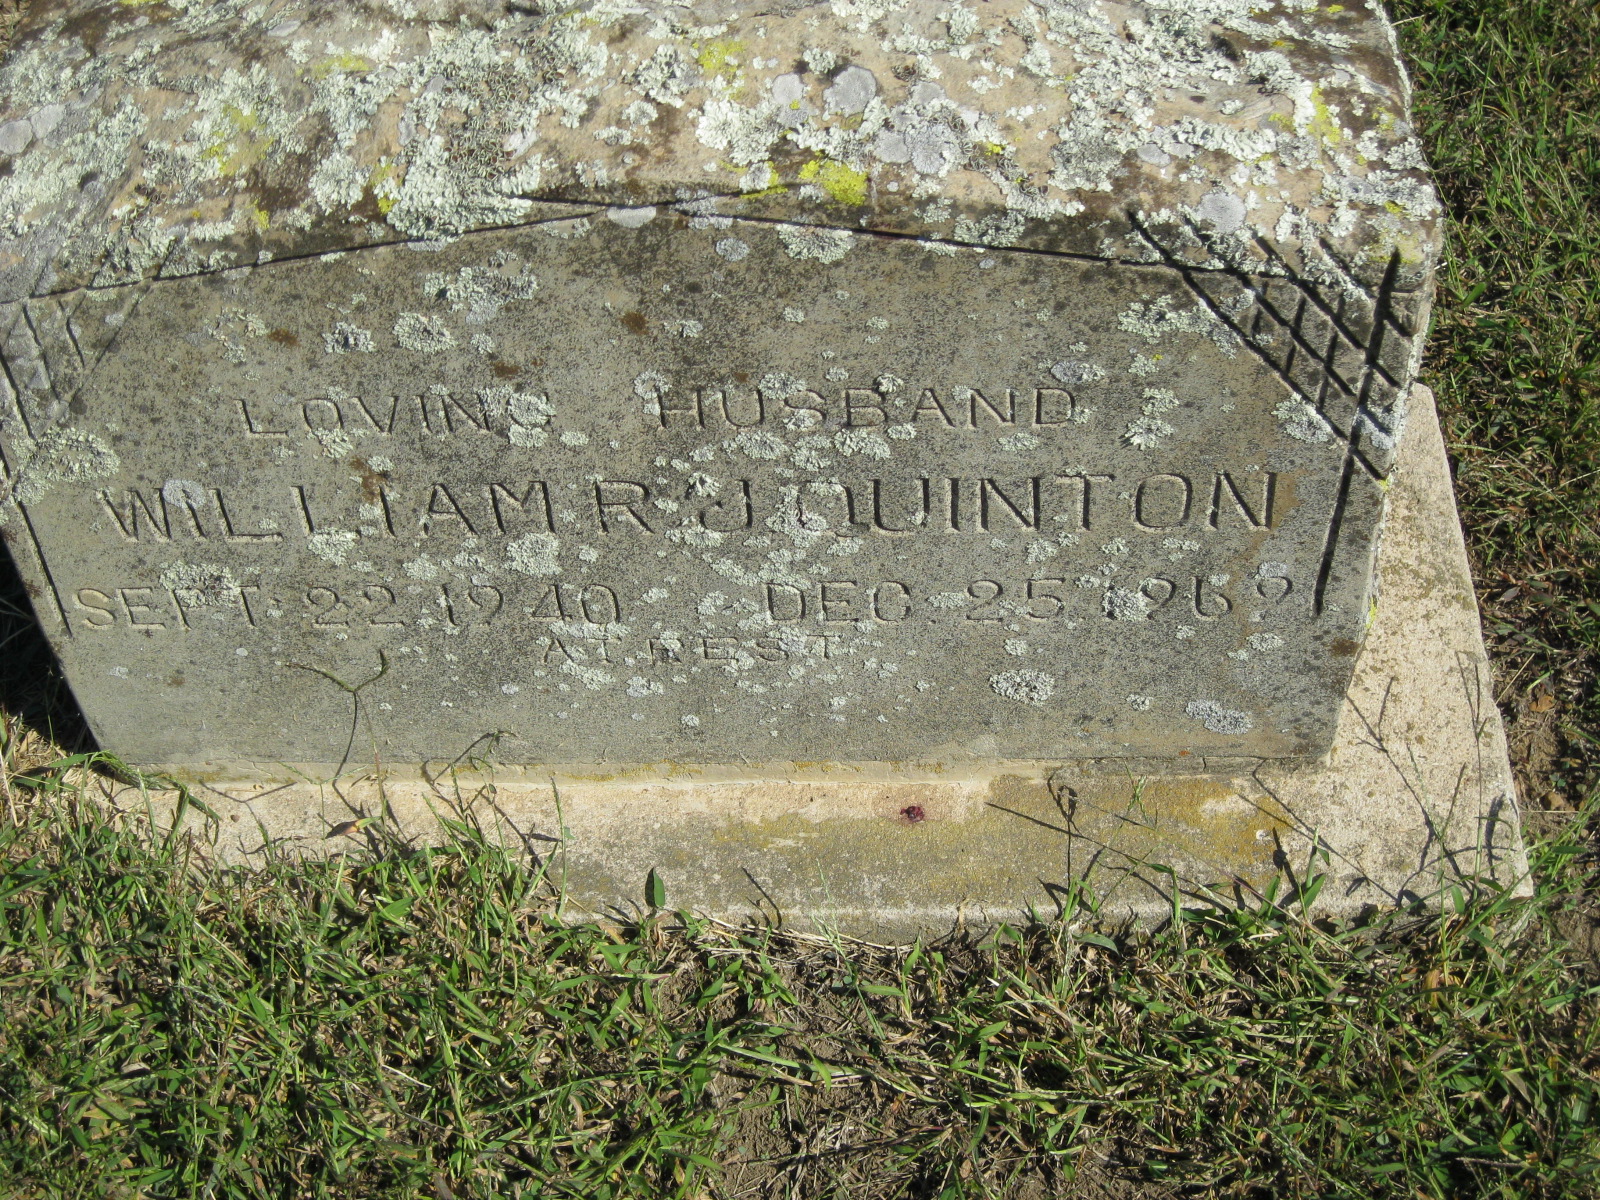 LOVING HUSBAND
WILLIAM R. J. QUINTON
SEPT. 22. 1940 DEC. 25. 1969
AT REST